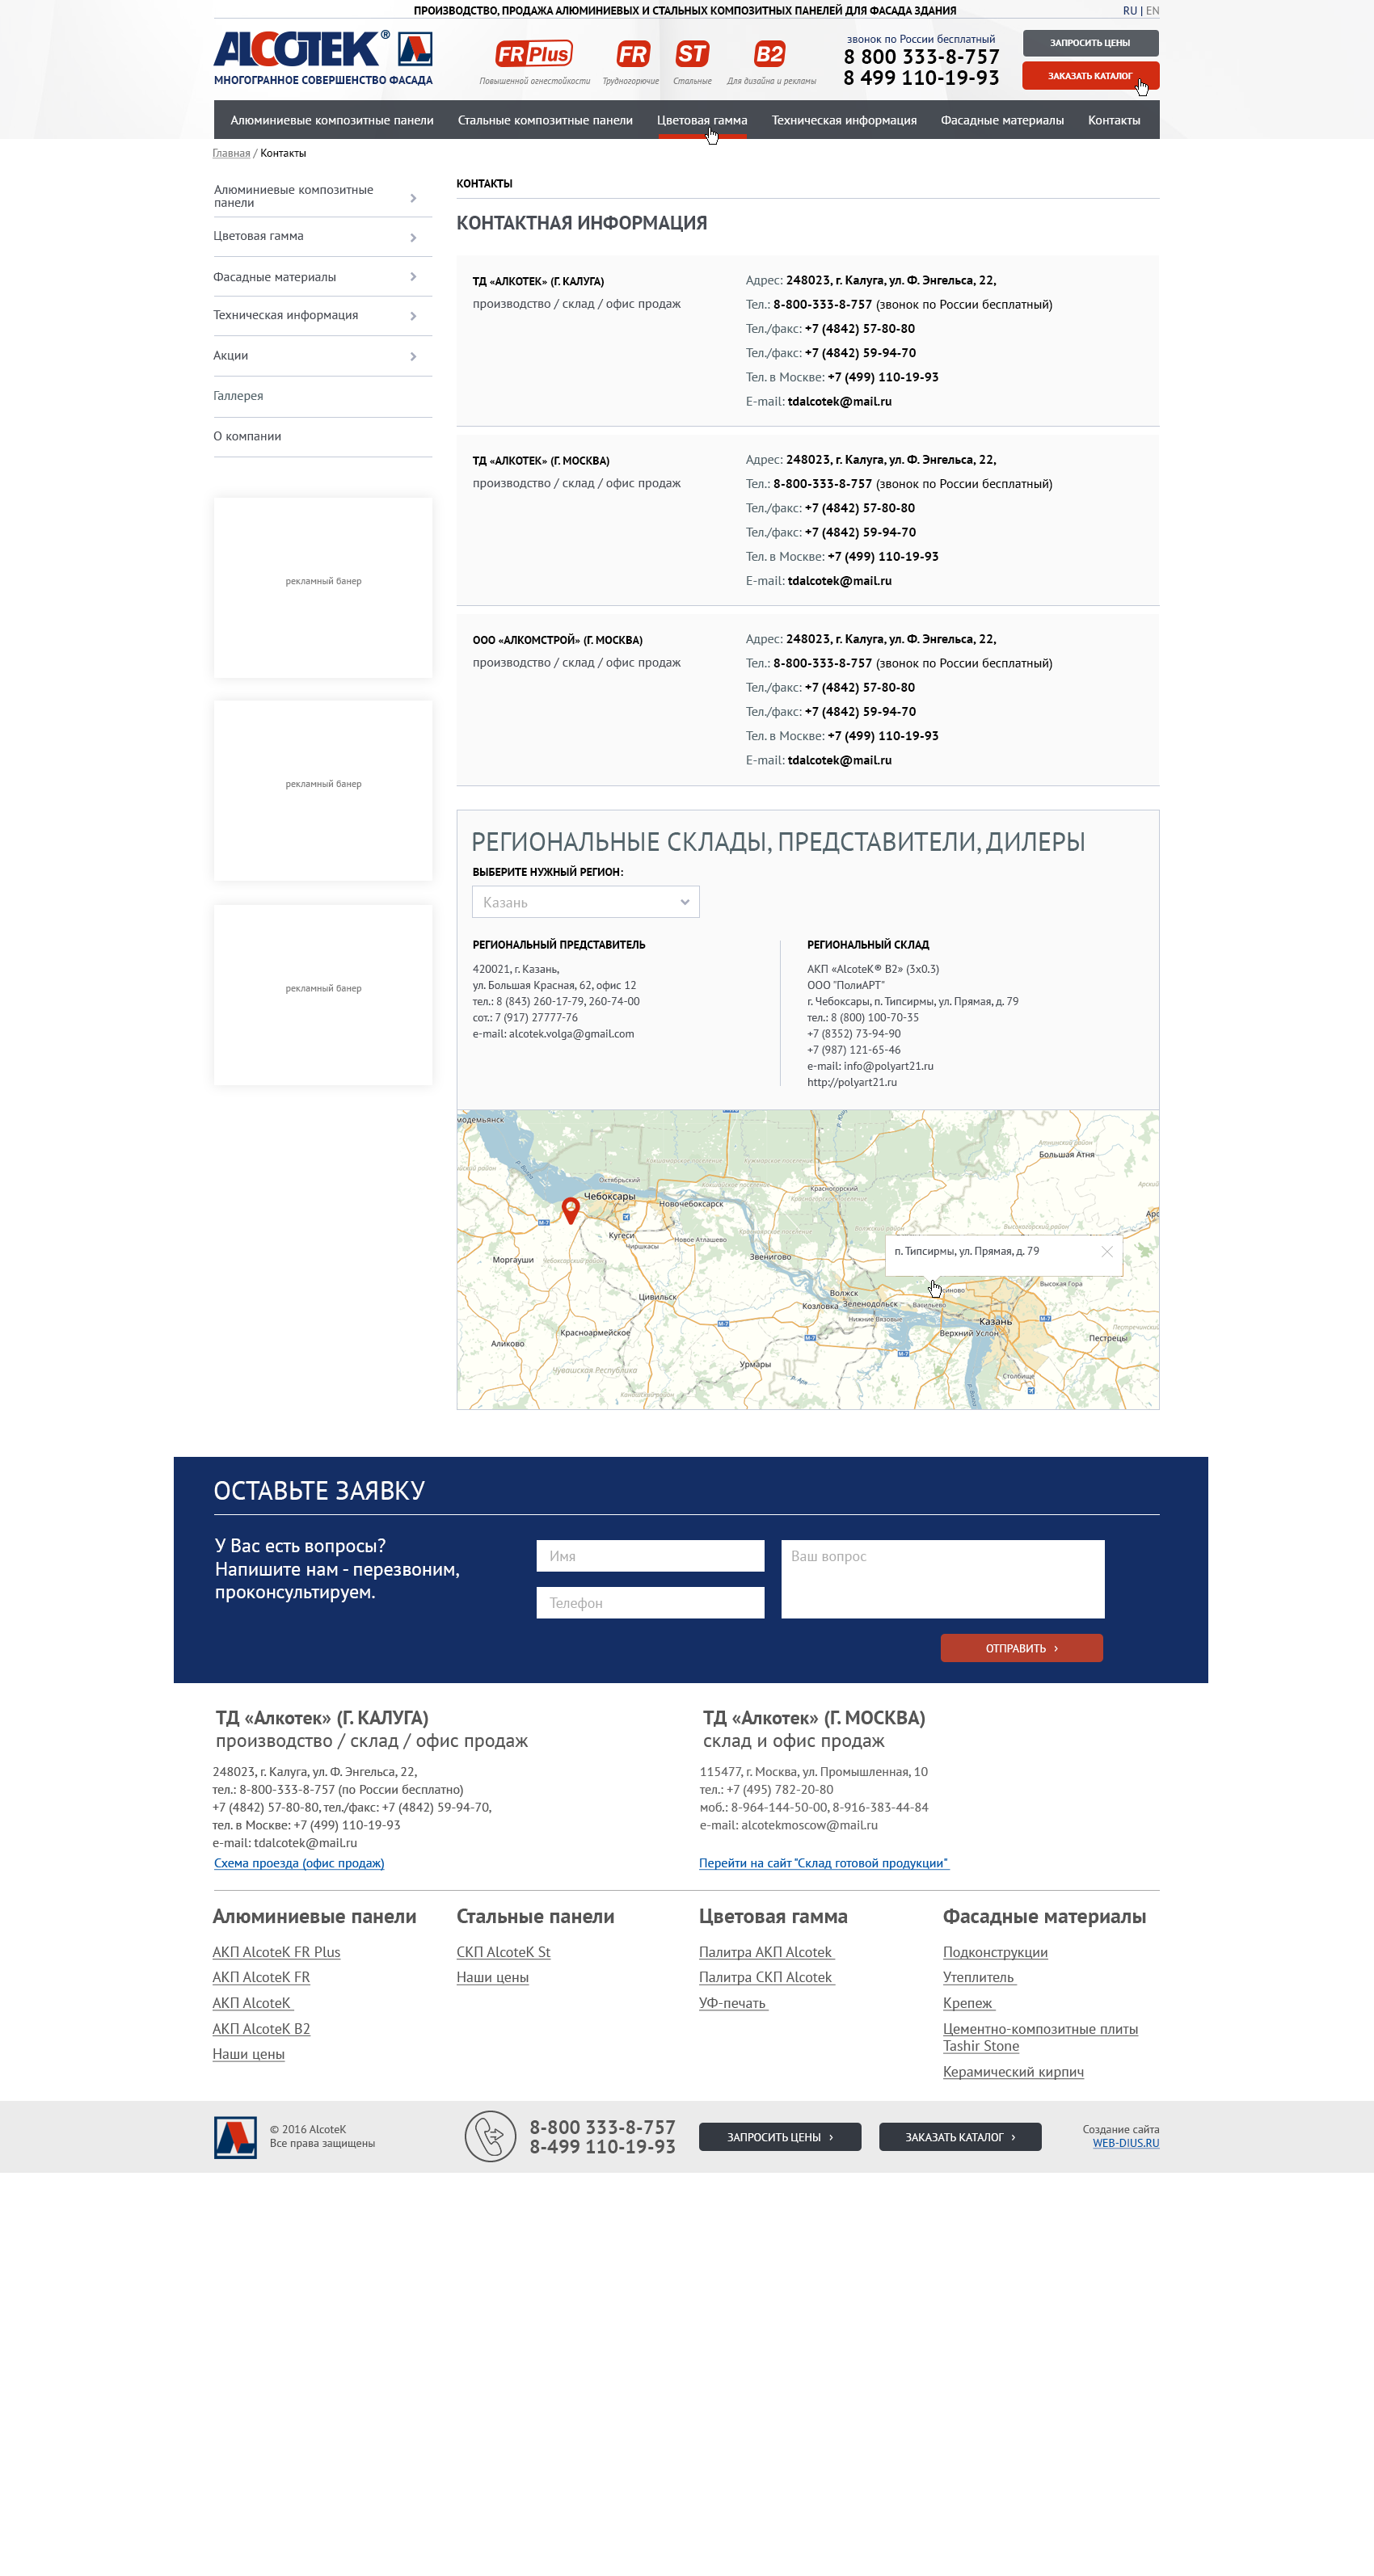 ПРОИЗВОДСТВО, ПРОДАЖА АЛЮМИНИЕВЫХ И СТАЛЬНЫХ КОМПОЗИТНЫХ ПАНЕЛЕЙ ДЛЯ ФАСАДА ЗДАНИЯ
RU | EN
ALCOTEK®
МНОГОГРАННОЕ СОВЕРШЕНСТВО ФАСАДА
FR Plus
Повышенной огнестойкости
FR
Трудногорючие
ST
Стальные
B2
Для дизайна и рекламы
звонок по России бесплатный
8 800 333-8-757
8 499 110-19-93
ЗАПРОСИТЬ ЦЕНЫ
ЗАКАЗАТЬ КАТАЛОГ
Алюминиевые композитные панели
Стальные композитные панели
Цветовая гамма
Техническая информация
Фасадные материалы
Контакты
Главная / Контакты
Алюминиевые композитные
панели
Цветовая гамма
Фасадные материалы
Техническая информация
Акции
Галлерея
О компании
рекламный банер
рекламный банер
рекламный банер
КОНТАКТЫ
КОНТАКТНАЯ ИНФОРМАЦИЯ
ТД «АЛКОТЕК» (Г. КАЛУГА)
производство / склад / офис продаж
Адрес: 248023, г. Калуга, ул. Ф. Энгельса, 22,
Тел.: 8-800-333-8-757 (звонок по России бесплатный)
Тел./факс: +7 (4842) 57-80-80
Тел./факс: +7 (4842) 59-94-70
Тел. в Москве: +7 (499) 110-19-93
E-mail: tdalcotek@mail.ru
ТД «АЛКОТЕК» (Г. МОСКВА)
производство / склад / офис продаж
Адрес: 248023, г. Калуга, ул. Ф. Энгельса, 22,
Тел.: 8-800-333-8-757 (звонок по России бесплатный)
Тел./факс: +7 (4842) 57-80-80
Тел./факс: +7 (4842) 59-94-70
Тел. в Москве: +7 (499) 110-19-93
E-mail: tdalcotek@mail.ru
ООО «АЛКОМСТРОЙ» (Г. МОСКВА)
производство / склад / офис продаж
Адрес: 248023, г. Калуга, ул. Ф. Энгельса, 22,
Тел.: 8-800-333-8-757 (звонок по России бесплатный)
Тел./факс: +7 (4842) 57-80-80
Тел./факс: +7 (4842) 59-94-70
Тел. в Москве: +7 (499) 110-19-93
E-mail: tdalcotek@mail.ru
РЕГИОНАЛЬНЫЕ СКЛАДЫ, ПРЕДСТАВИТЕЛИ, ДИЛЕРЫ
ВЫБЕРИТЕ НУЖНЫЙ РЕГИОН:
Казань
РЕГИОНАЛЬНЫЙ ПРЕДСТАВИТЕЛЬ
420021, г. Казань,
ул. Большая Красная, 62, офис 12
тел.: 8 (843) 260-17-79, 260-74-00
сот.: 7 (917) 27777-76
e-mail: alcotek.volga@gmail.com
РЕГИОНАЛЬНЫЙ СКЛАД
АКП «AlcoteK® B2» (3x0.3)
ООО "ПолиАРТ"
г. Чебоксары, п. Типсирмы, ул. Прямая, д. 79
тел.: 8 (800) 100-70-35
+7 (8352) 73-94-90
+7 (987) 121-65-46
e-mail: info@polyart21.ru
http://polyart21.ru
модемьянск
Большая Атня
Октябрьский
Чебоксары
Новочебоксарск
Красногорский
М-7
Кугеси
Чиршкасы
Новое Атлашево
Моргауши
Звенигово
п. Типсирмы, ул. Прямая, д. 79
Высокая Гора
Цивильск
Волжск
Козловка
Зеленодольск
Васильево
Нижние Вязовые
Казань
Верхний Услон
М-7
М-7
М-7
М-7
Пестрецы
Красноармейское
Аликово
Чувашская Республика
Урмары
Столбище
ОСТАВЬТЕ ЗАЯВКУ
У Вас есть вопросы?
Напишите нам - перезвоним,
проконсультируем.
Имя
Телефон
Ваш вопрос
ОТПРАВИТЬ ›
ТД «Алкотек» (Г. КАЛУГА)
производство / склад / офис продаж
248023, г. Калуга, ул. Ф. Энгельса, 22,
тел.: 8-800-333-8-757 (по России бесплатно)
+7 (4842) 57-80-80, тел./факс: +7 (4842) 59-94-70,
тел. в Москве: +7 (499) 110-19-93
e-mail: tdalcotek@mail.ru
Схема проезда (офис продаж)
ТД «Алкотек» (Г. МОСКВА)
склад и офис продаж
115477, г. Москва, ул. Промышленная, 10
тел.: +7 (495) 782-20-80
моб.: 8-964-144-50-00, 8-916-383-44-84
e-mail: alcotekmoscow@mail.ru
Перейти на сайт "Склад готовой продукции"
Алюминиевые панели
АКП AlcoteK FR Plus
АКП AlcoteK FR
АКП AlcoteK
АКП AlcoteK B2
Наши цены
Стальные панели
СКП AlcoteK St
Наши цены
Цветовая гамма
Палитра АКП Alcotek
Палитра СКП Alcotek
УФ-печать
Фасадные материалы
Подконструкции
Утеплитель
Крепеж
Цементно-композитные плиты
Tashir Stone
Керамический кирпич
© 2016 AlcoteK
Все права защищены
8-800 333-8-757
8-499 110-19-93
ЗАПРОСИТЬ ЦЕНЫ ›
ЗАКАЗАТЬ КАТАЛОГ ›
Создание сайта
WEB-DIUS.RU